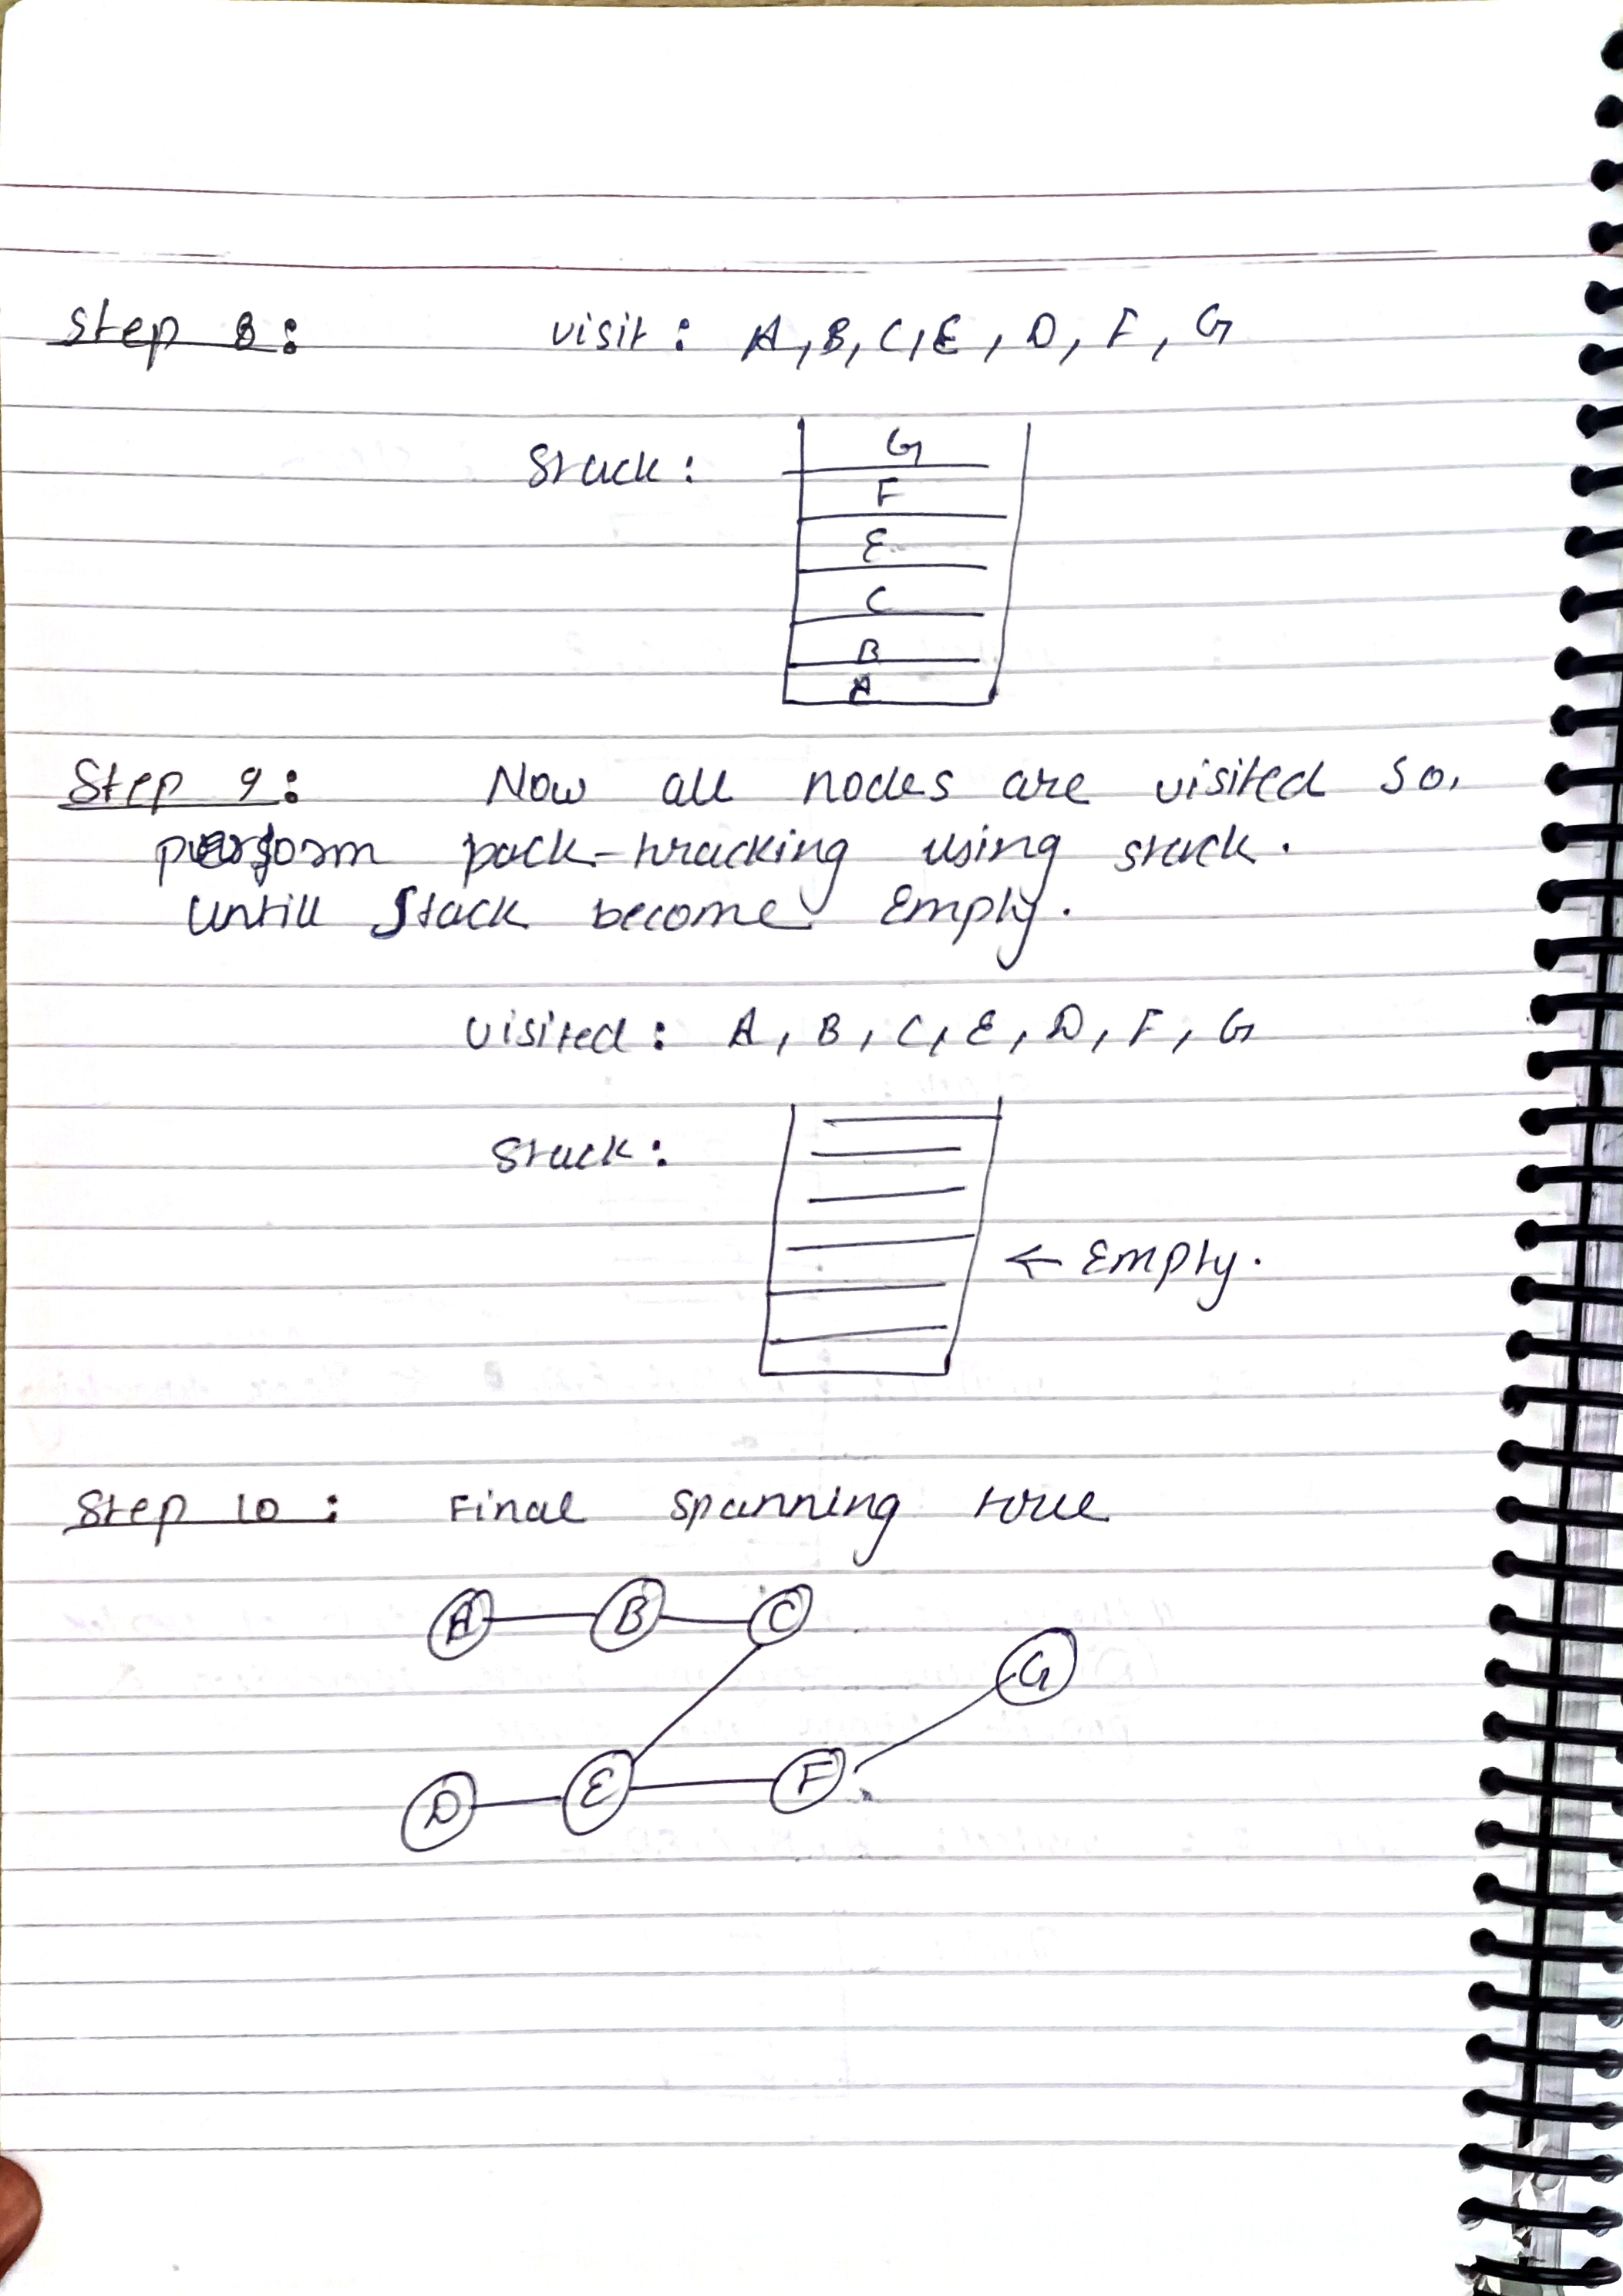 Step 8: visit: A, B, C, E, D, F, G
Stack:
G
F
E
C
B
A
Step 9: Now all nodes are visited so,
perform back-tracking using stack.
Untill Stack become Empty.
visited: A, B, C, E, D, F, G
Stack:
← Empty.
Step 10: Final Spanning tree
A B C
G
D E F